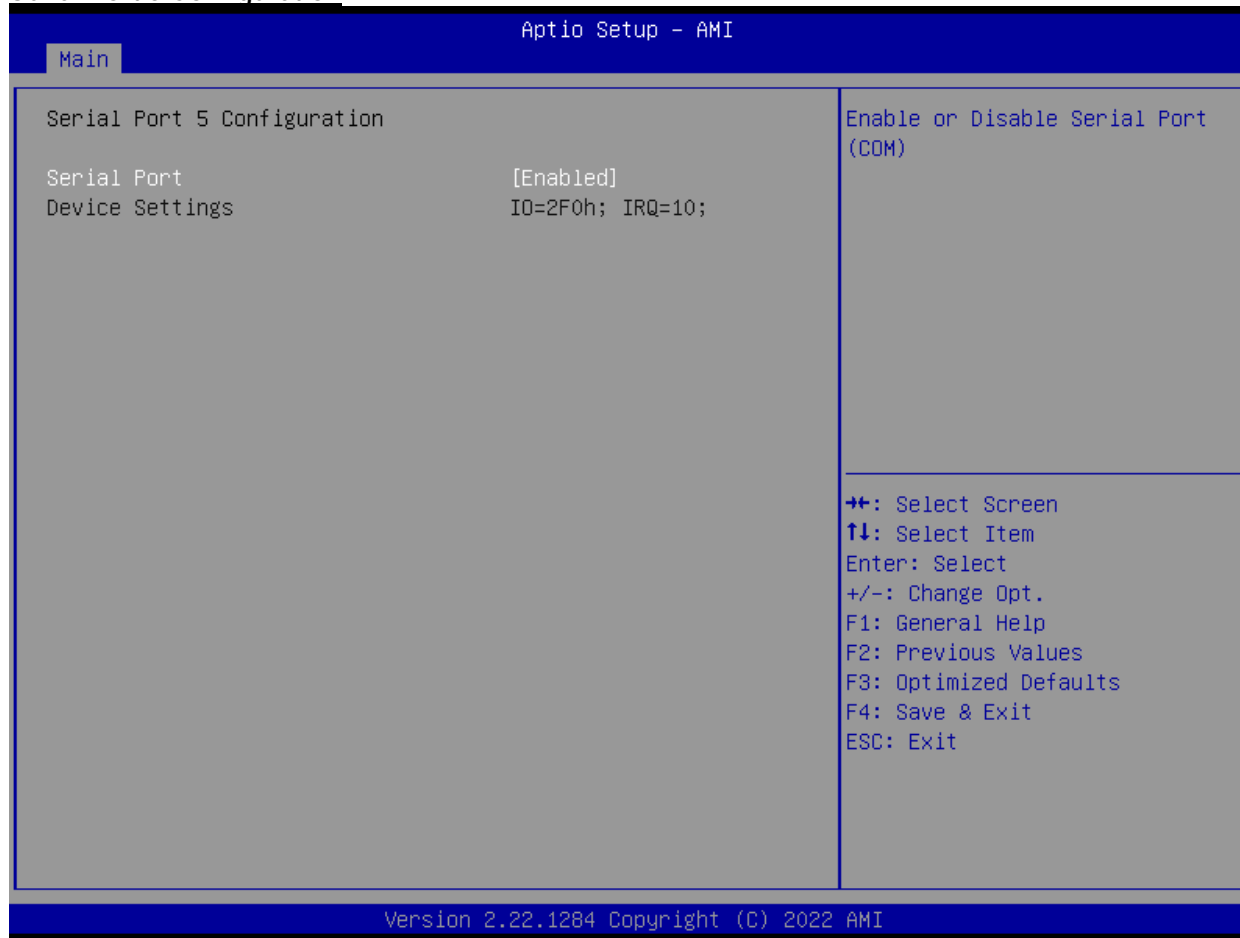 Aptio Setup – AMI
Main
Serial Port 5 Configuration
Serial Port [Enabled]
Device Settings IO=2F0h; IRQ=10;
Enable or Disable Serial Port
(COM)
→←: Select Screen
↑↓: Select Item
Enter: Select
+/-: Change Opt.
F1: General Help
F2: Previous Values
F3: Optimized Defaults
F4: Save & Exit
ESC: Exit
Version 2.22.1284 Copyright (C) 2022 AMI